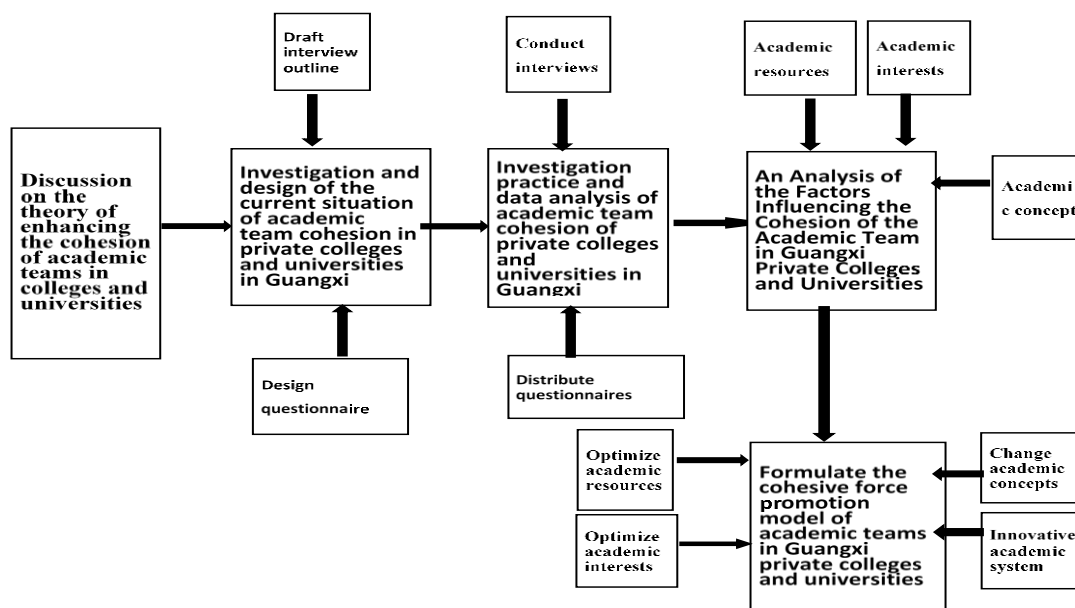 Draft
interview
outline
Conduct
interviews
Academic
resources
Academic
interests
Discussion
on the
theory of
enhancing
the cohesion
of academic
teams in
colleges and
universities
Investigation and
design of the
current situation
of academic
team cohesion in
private colleges
and universities
in Guangxi
Investigation
practice and
data analysis of
academic team
cohesion of
private colleges
and
universities in
Guangxi
An Analysis of
the Factors
Influencing the
Cohesion of the
Academic Team
in Guangxi
Private Colleges
and Universities
Academi
c concept
Design
questionnaire
Distribute
questionnaires
Optimize
academic
resources
Optimize
academic
interests
Formulate the
cohesive force
promotion
model of
academic teams
in Guangxi
private colleges
and universities
Change
academic
concepts
Innovative
academic
system